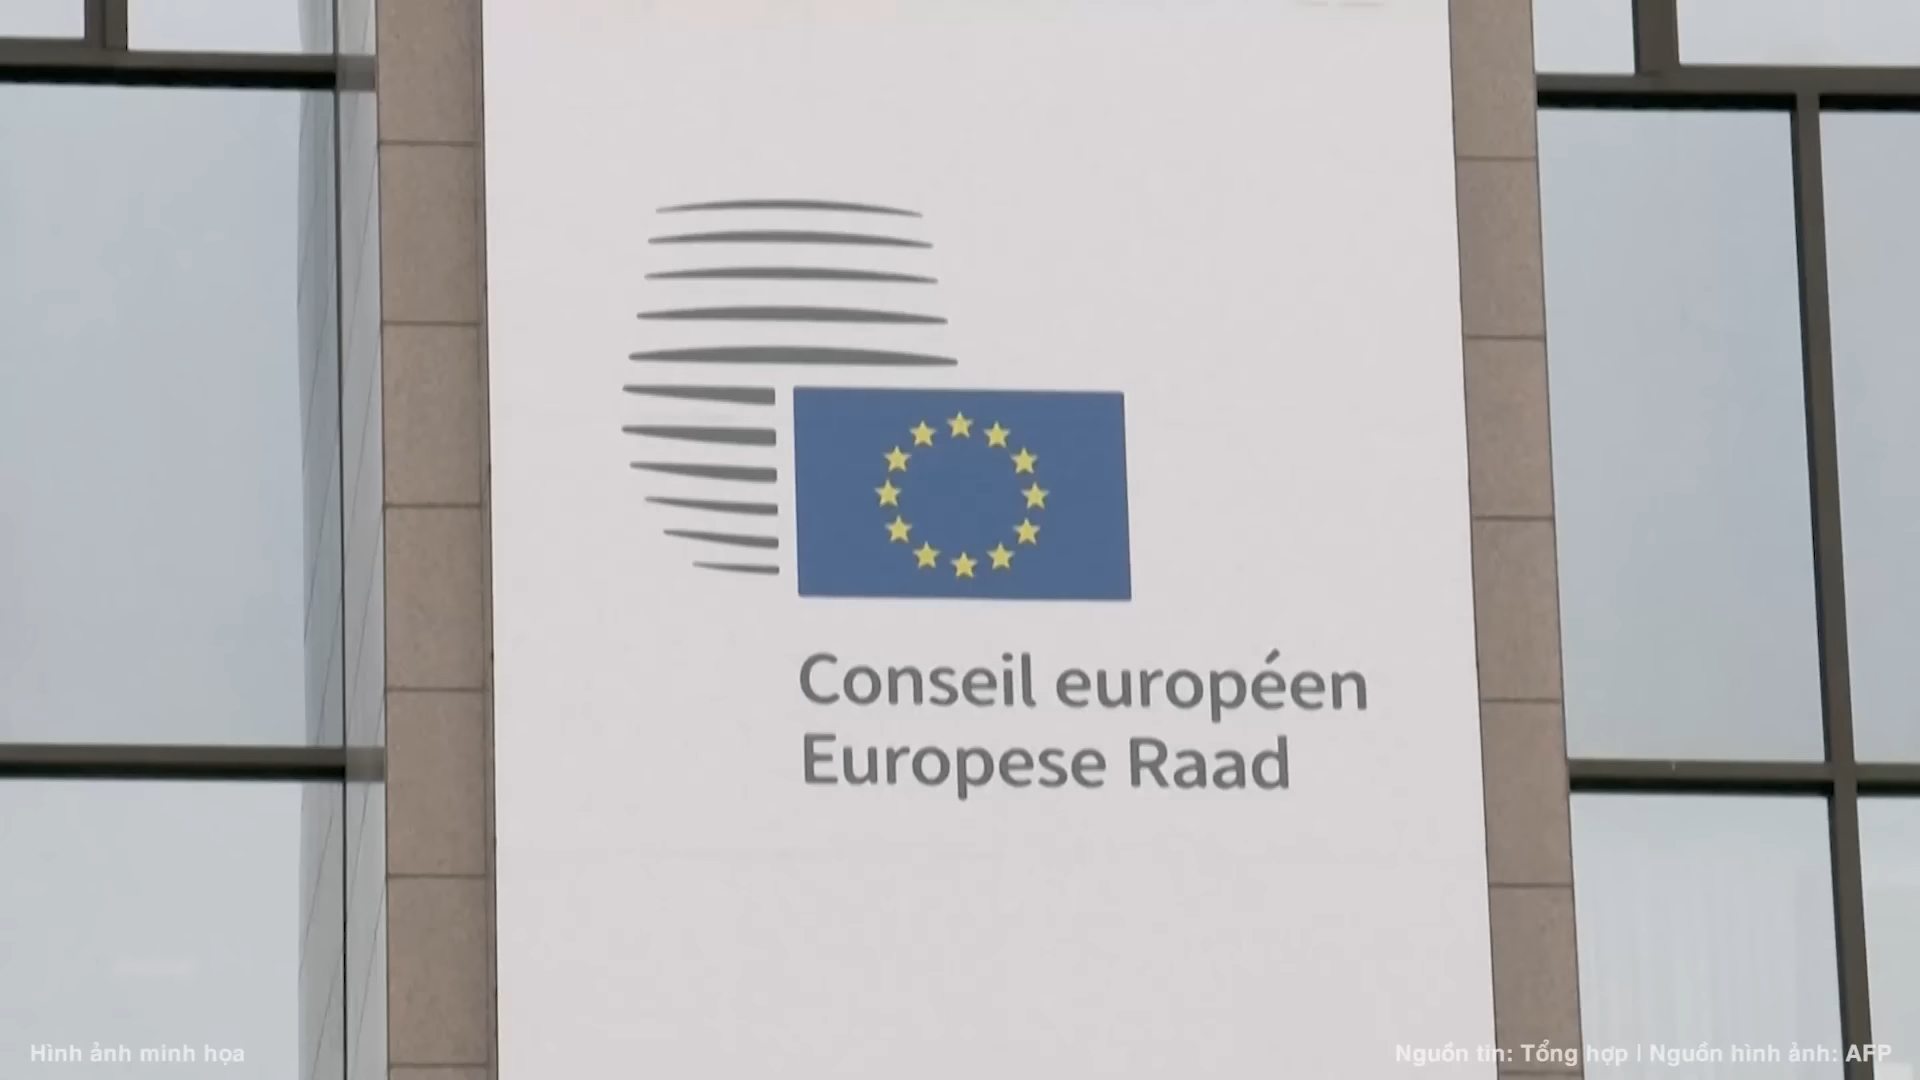 Conseil européen
Europese Raad
Hình ảnh minh họa
Nguồn tin: Tổng hợp | Nguồn hình ảnh: AFP